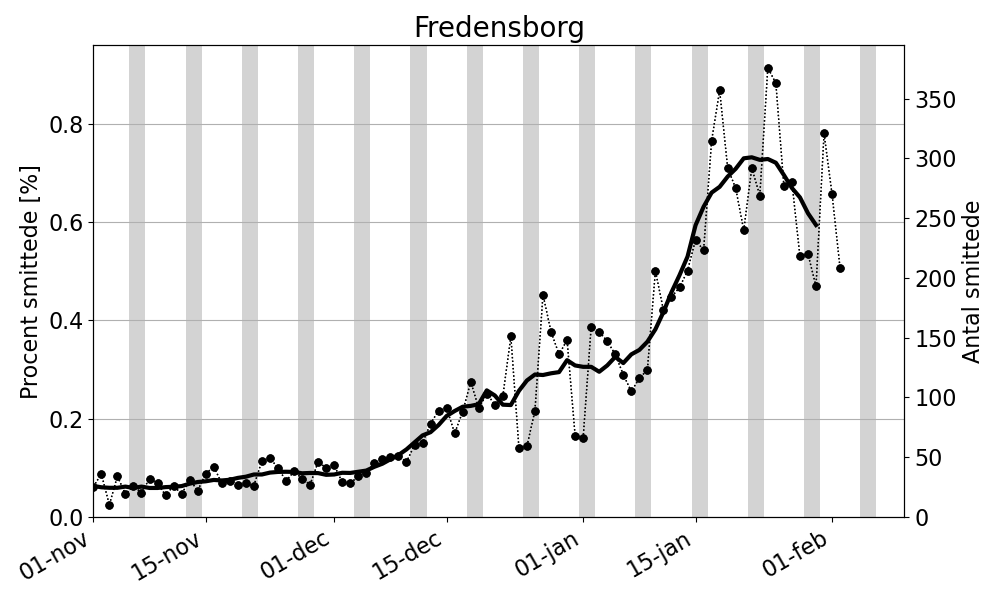 Fredensborg
Procent smittede [%]
0.8
0.6
0.4
0.2
0.0
350
300
250
200
150
100
50
0
Antal smittede
01-nov
15-nov
01-dec
15-dec
01-jan
15-jan
01-feb